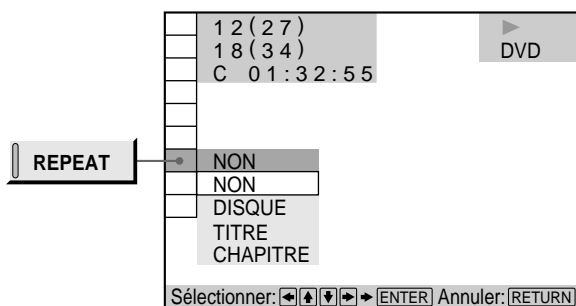 12(27)
18(34)
C 01:32:55
DVD
REPEAT
NON
NON
DISQUE
TITRE
CHAPITRE
Sélectionner: ENTER Annuler: RETURN